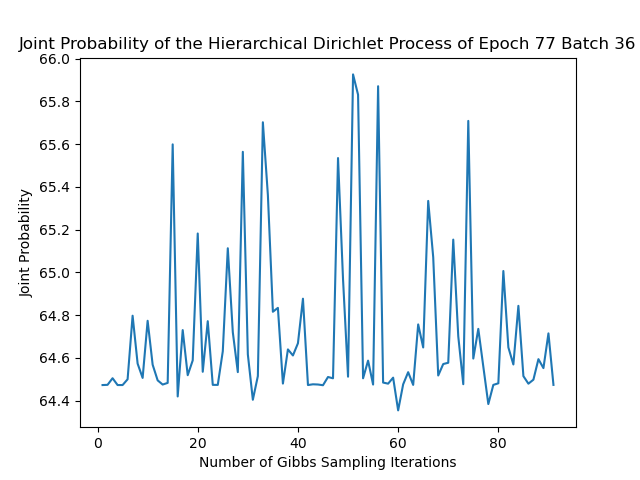 Joint Probability of the Hierarchical Dirichlet Process of Epoch 77 Batch 36
66.0
65.8
65.6
65.4
65.2
65.0
64.8
64.6
64.4
Joint Probability
0 20 40 60 80
Number of Gibbs Sampling Iterations